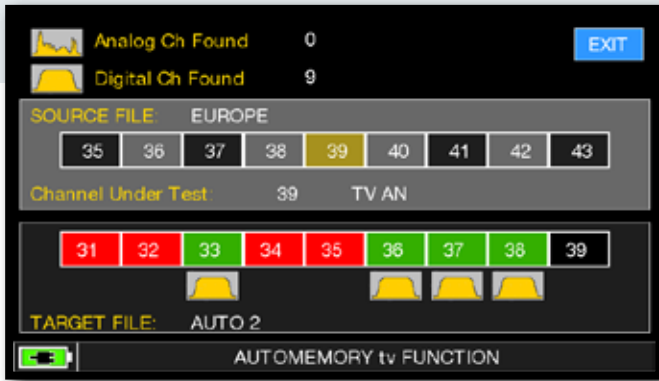 Analog Ch Found 0
EXIT
Digital Ch Found 9
SOURCE FILE: EUROPE
35 36 37 38 39 40 41 42 43
Channel Under Test: 39 TV AN
31 32 33 34 35 36 37 38 39
TARGET FILE: AUTO 2
AUTOMEMORY tv FUNCTION